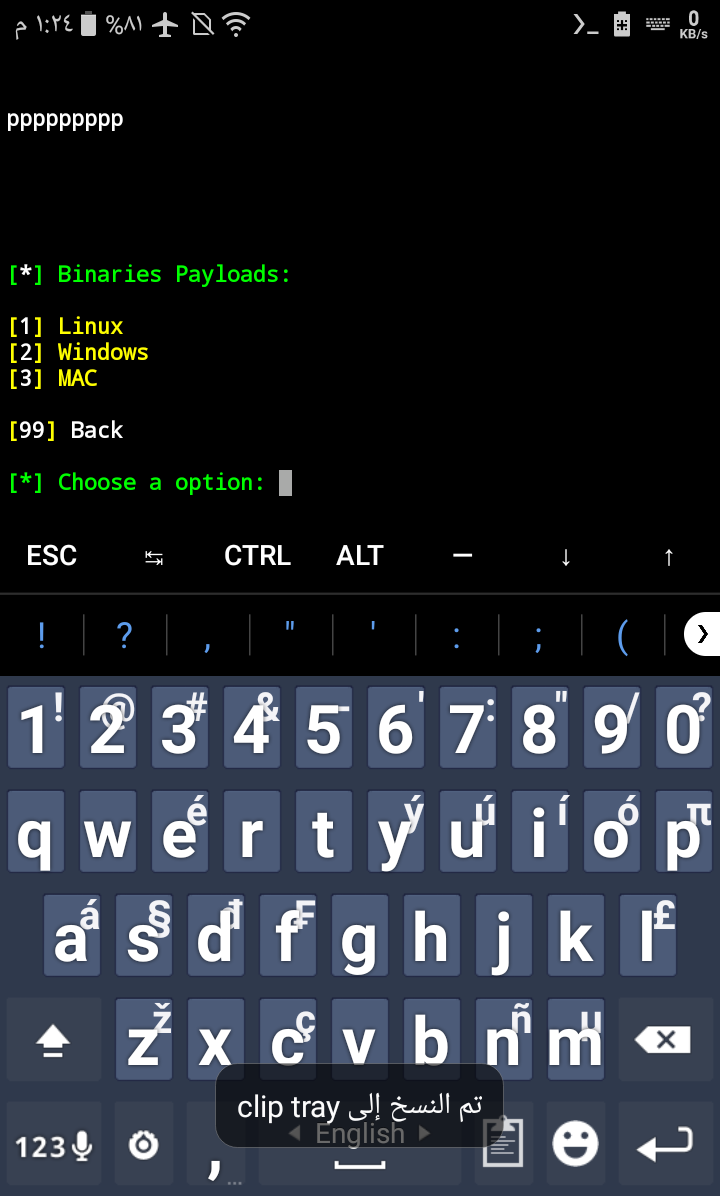 م ١:٢٤ %٨١ 0 KB/s
ppppppppp
[*] Binaries Payloads:
[1] Linux
[2] Windows
[3] MAC
[99] Back
[*] Choose a option:
ESC ↹ CTRL ALT — ↓ ↑
! ? , " ' : ; (
1 ! 2 @ 3 # 4 & 5 - 6 ' 7 : 8 " 9 / 0 ?
q w e é r t y ý u ú i í o ó p π
a á s § d đ f ₣ g h j k l £
z ž x c ç v b n ñ m μ
تم النسخ إلى clip tray
123 , ... English